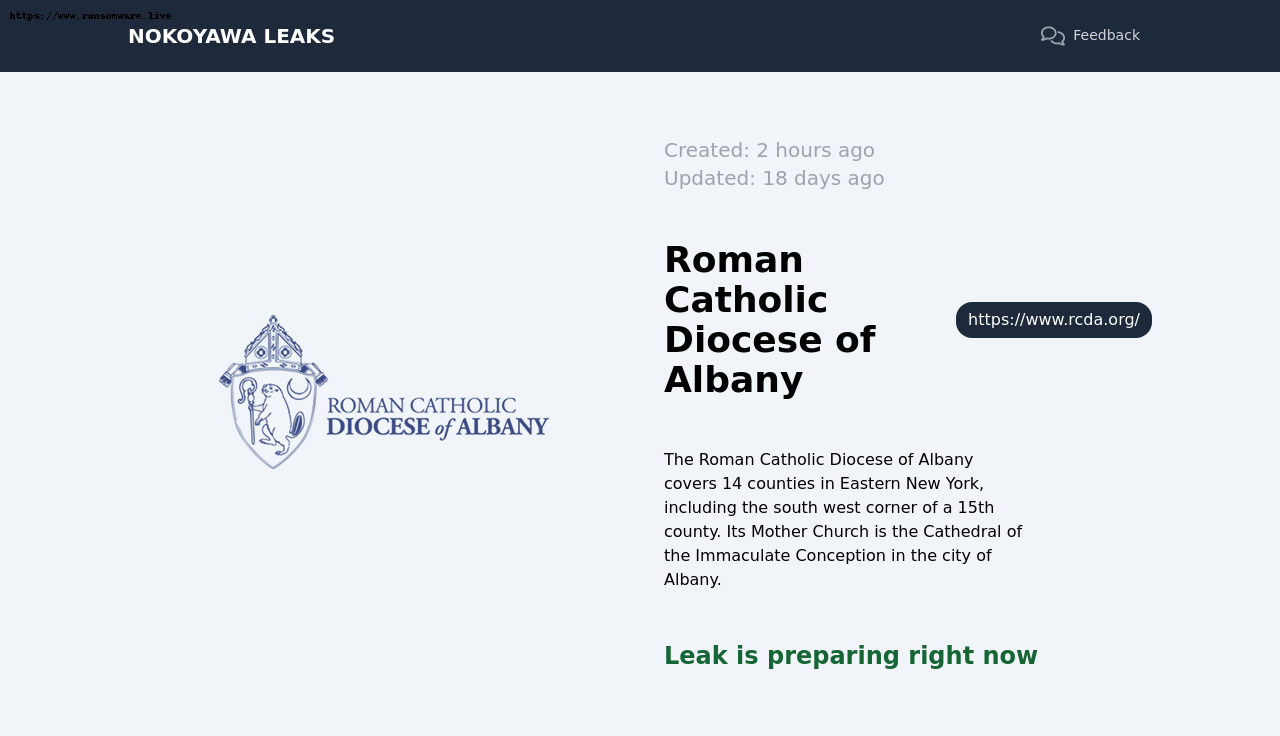 https://www.ransomware.live
NOKOYAWA LEAKS
Feedback
Created: 2 hours ago
Updated: 18 days ago
Roman
Catholic
Diocese of
Albany
https://www.rcda.org/
ROMAN CATHOLIC
DIOCESE of ALBANY
The Roman Catholic Diocese of Albany
covers 14 counties in Eastern New York,
including the south west corner of a 15th
county. Its Mother Church is the Cathedral of
the Immaculate Conception in the city of
Albany.
Leak is preparing right now